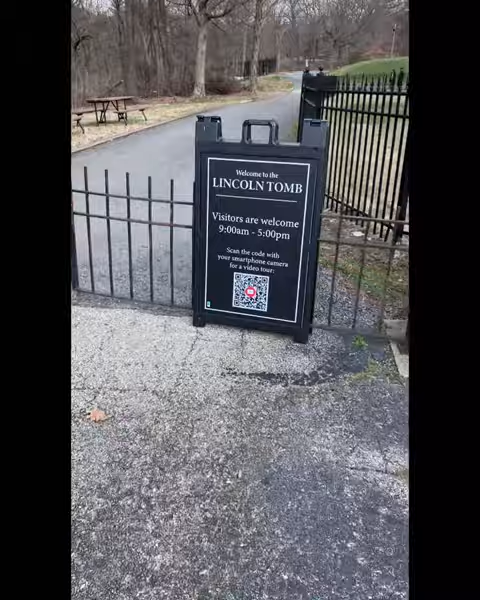 Welcome to the
LINCOLN TOMB
Visitors are welcome
9:00am - 5:00pm
Scan the code with
your smartphone camera
for a video tour: